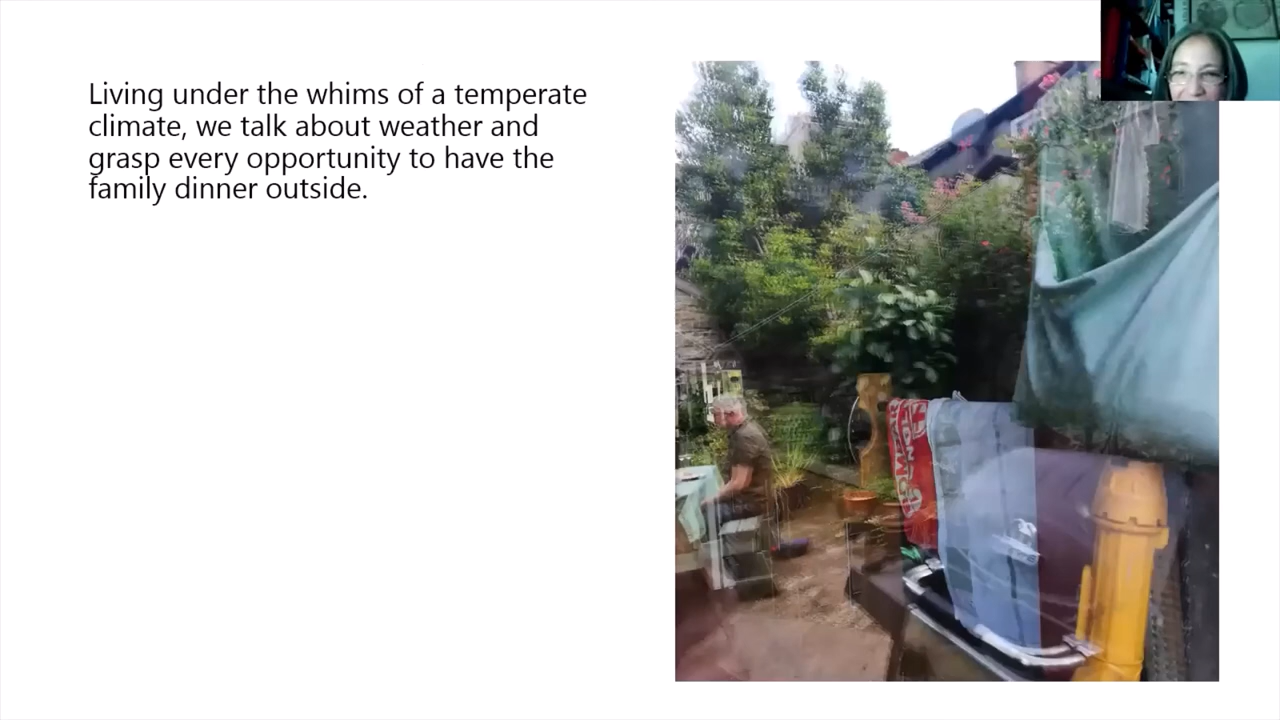 Living under the whims of a temperate
climate, we talk about weather and
grasp every opportunity to have the
family dinner outside.